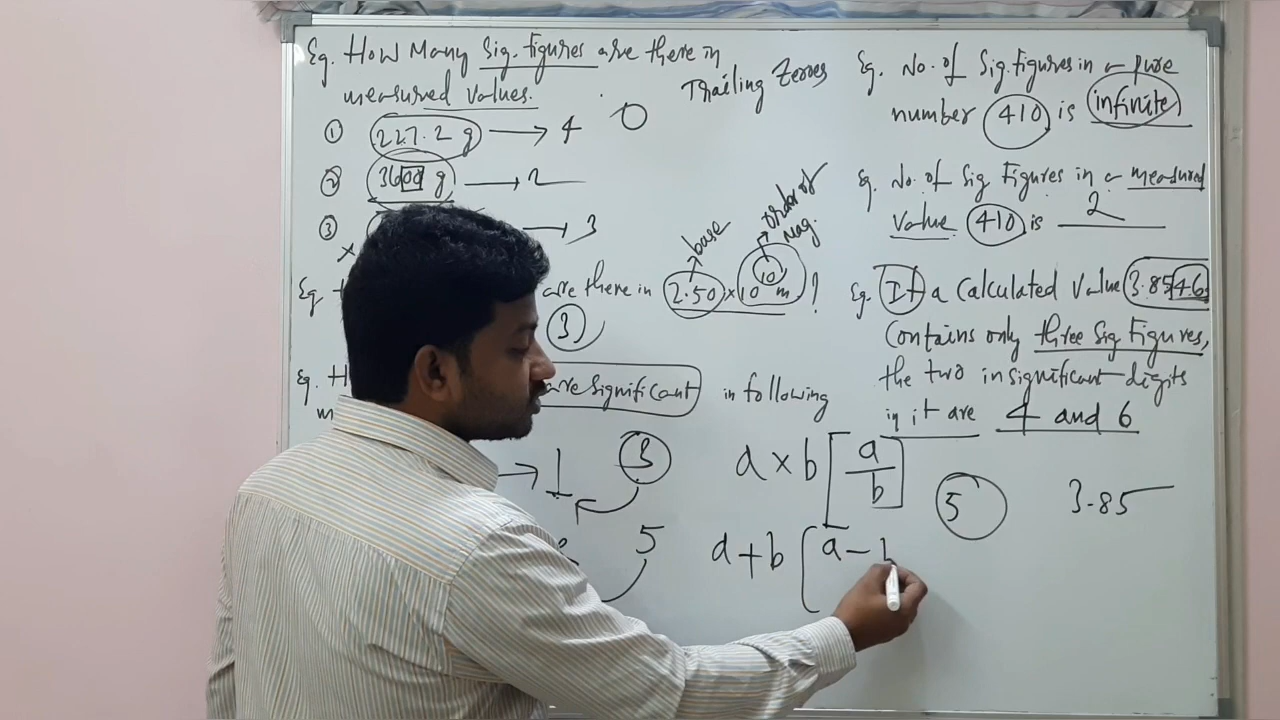 Eg. How Many Sig. figures are there in
measured values.
Trailing Zeroes
① 227.2 g → 4 0
② 3600 g → 2
③ → 3
x
base
order of
mag.
Eg are there in 2.50 × 10¹⁰ m ?
3
Eg. H are significant in following
m
→ 1 3
5
a × b [ a/b ]
a + b [ a −
Eg. No. of Sig. figures in a pure
number 410 is infinite
Eg. No. of Sig Figures in a measured
value 410 is 2
Eg. If a calculated value 3.8546
contains only three Sig Figures,
the two insignificant digits
in it are 4 and 6
5 3.85